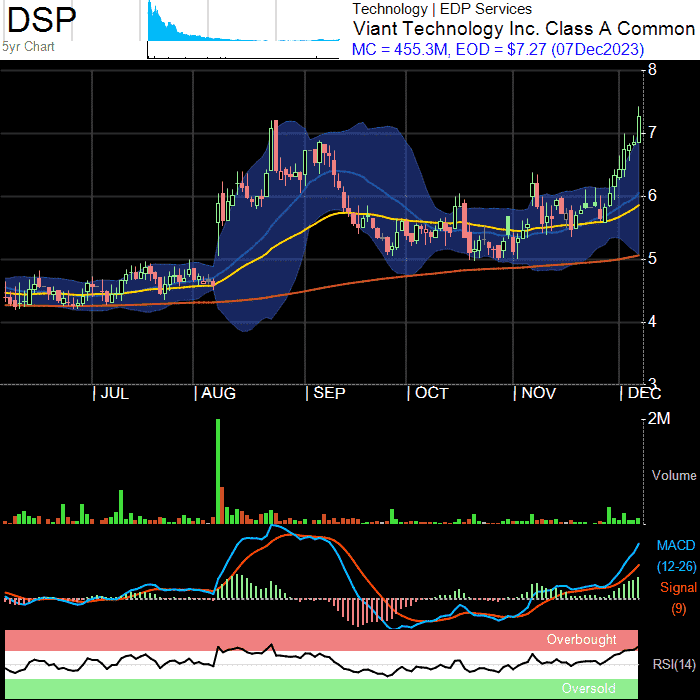 DSP
5yr Chart
Technology | EDP Services
Viant Technology Inc. Class A Common
MC = 455.3M, EOD = $7.27 (07Dec2023)
8
7
6
5
4
3
| JUL | AUG | SEP | OCT | NOV | DEC
2M
Volume
MACD
(12-26)
Signal
(9)
Overbought
RSI(14)
Oversold